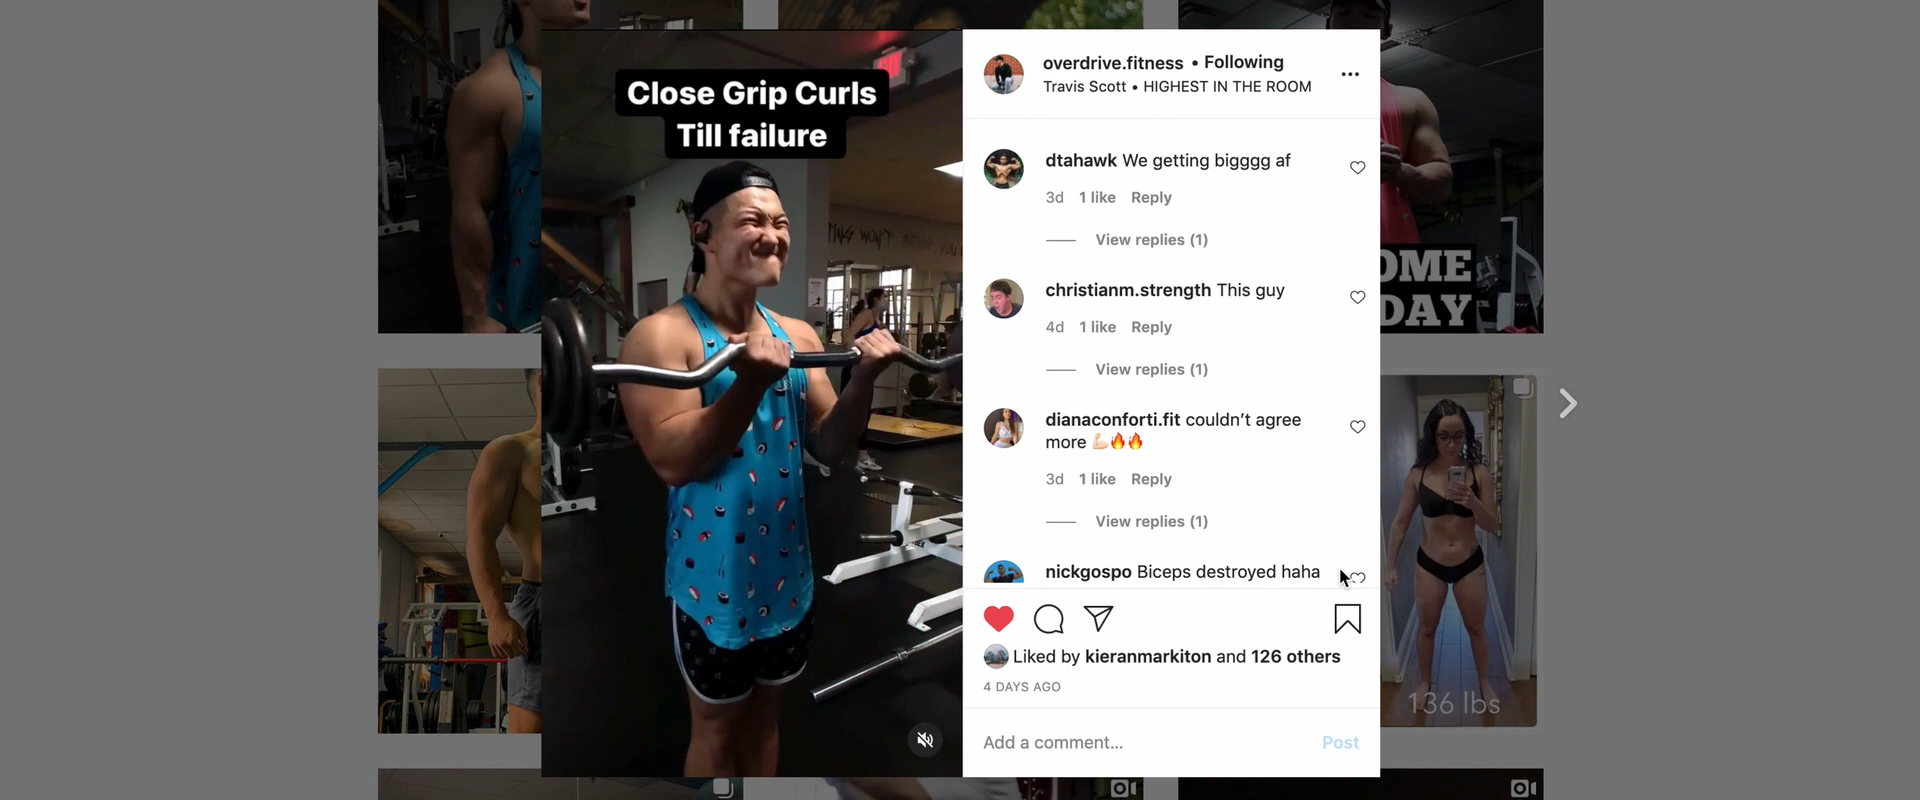 Close Grip Curls
Till failure
overdrive.fitness • Following
Travis Scott • HIGHEST IN THE ROOM
dtahawk We getting bigggg af
3d 1 like Reply
View replies (1)
christianm.strength This guy
4d 1 like Reply
View replies (1)
dianaconforti.fit couldn’t agree
more 💪🏻🔥🔥
3d 1 like Reply
View replies (1)
nickgospo Biceps destroyed haha
Liked by kieranmarkiton and 126 others
4 DAYS AGO
Add a comment... Post
OME
DAY
136 lbs